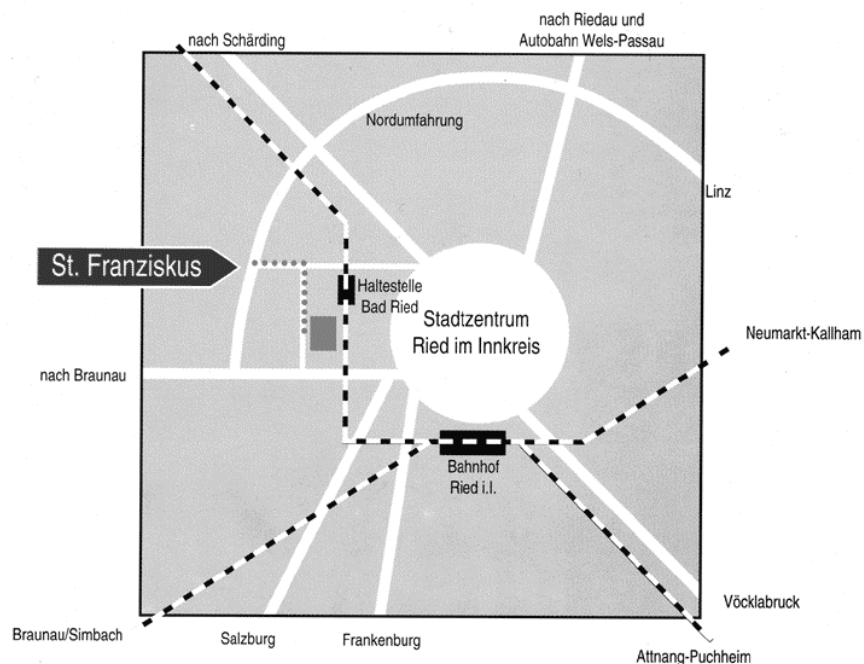 nach Riedau und
Autobahn Wels-Passau
nach Schärding
Nordumfahrung
Linz
St. Franziskus
Haltestelle
Bad Ried
Stadtzentrum
Ried im Innkreis
Neumarkt-Kallham
nach Braunau
Bahnhof
Ried i.I.
Vöcklabruck
Braunau/Simbach
Salzburg
Frankenburg
Attnang-Puchheim